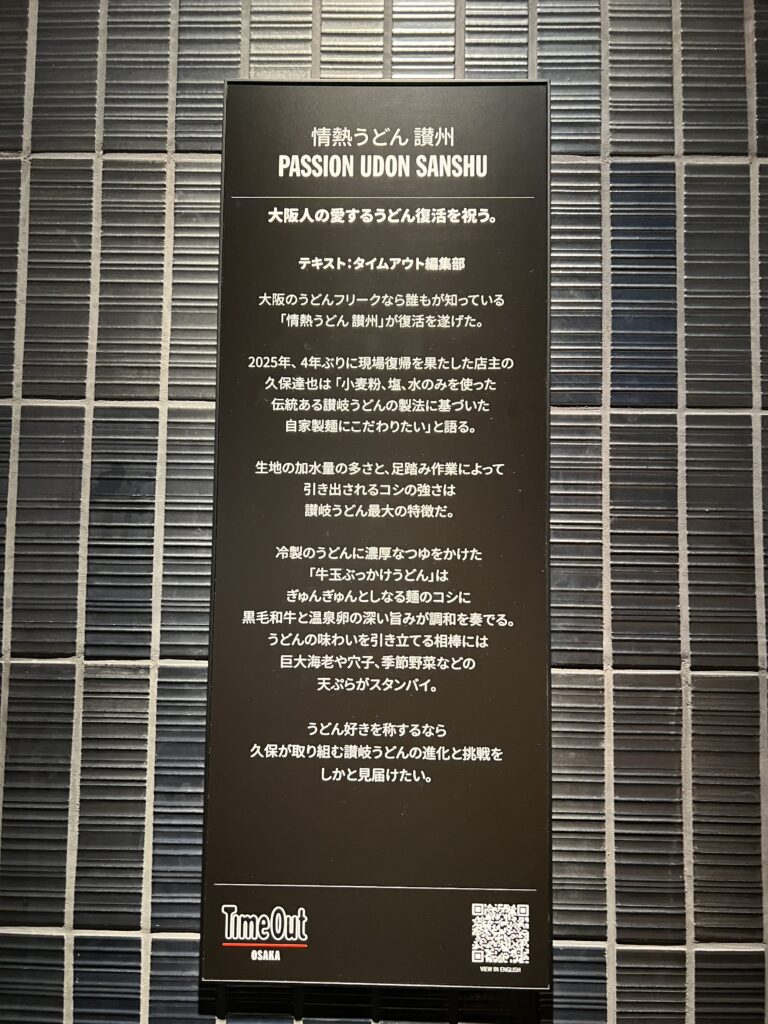 情熱うどん 讃州
PASSION UDON SANSHU
大阪人の愛するうどん復活を祝う。
テキスト：タイムアウト編集部
大阪のうどんフリークなら誰もが知っている
「情熱うどん 讃州」が復活を遂げた。
2025年、4年ぶりに現場復帰を果たした店主の
久保達也は「小麦粉、塩、水のみを使った
伝統ある讃岐うどんの製法に基づいた
自家製麺にこだわりたい」と語る。
生地の加水量の多さと、足踏み作業によって
引き出されるコシの強さは
讃岐うどん最大の特徴だ。
冷製のうどんに濃厚なつゆをかけた
「牛玉ぶっかけうどん」は
ぎゅんぎゅんとしなる麺のコシに
黒毛和牛と温泉卵の深い旨みが調和を奏でる。
うどんの味わいを引き立てる相棒には
巨大海老や穴子、季節野菜などの
天ぷらがスタンバイ。
うどん好きを称するなら
久保が取り組む讃岐うどんの進化と挑戦を
しかと見届けたい。
Time Out
OSAKA
VIEW IN ENGLISH